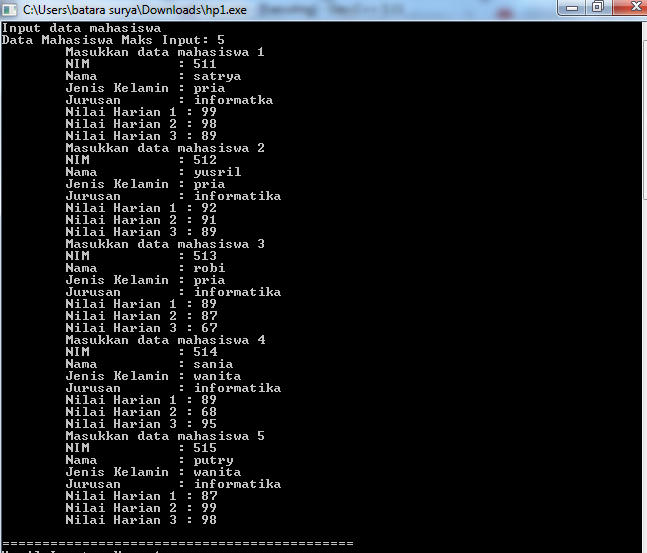 C:\Users\batara surya\Downloads\hp1.exe
Input data mahasiswa
Data Mahasiswa Maks Input: 5
Masukkan data mahasiswa 1
NIM : 511
Nama : satrya
Jenis Kelamin : pria
Jurusan : informatka
Nilai Harian 1 : 99
Nilai Harian 2 : 98
Nilai Harian 3 : 89
Masukkan data mahasiswa 2
NIM : 512
Nama : yusril
Jenis Kelamin : pria
Jurusan : informatika
Nilai Harian 1 : 92
Nilai Harian 2 : 91
Nilai Harian 3 : 89
Masukkan data mahasiswa 3
NIM : 513
Nama : robi
Jenis Kelamin : pria
Jurusan : informatika
Nilai Harian 1 : 89
Nilai Harian 2 : 87
Nilai Harian 3 : 67
Masukkan data mahasiswa 4
NIM : 514
Nama : sania
Jenis Kelamin : wanita
Jurusan : informatika
Nilai Harian 1 : 89
Nilai Harian 2 : 68
Nilai Harian 3 : 95
Masukkan data mahasiswa 5
NIM : 515
Nama : putry
Jenis Kelamin : wanita
Jurusan : informatika
Nilai Harian 1 : 87
Nilai Harian 2 : 99
Nilai Harian 3 : 98
============================================